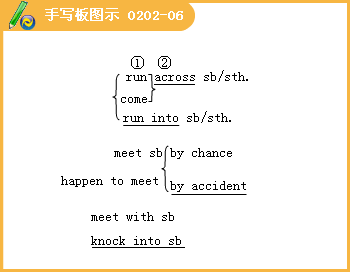 手写板图示 0202-06
① ②
run across sb/sth.
come
run into sb/sth.
meet sb by chance
happen to meet by accident
meet with sb
knock into sb